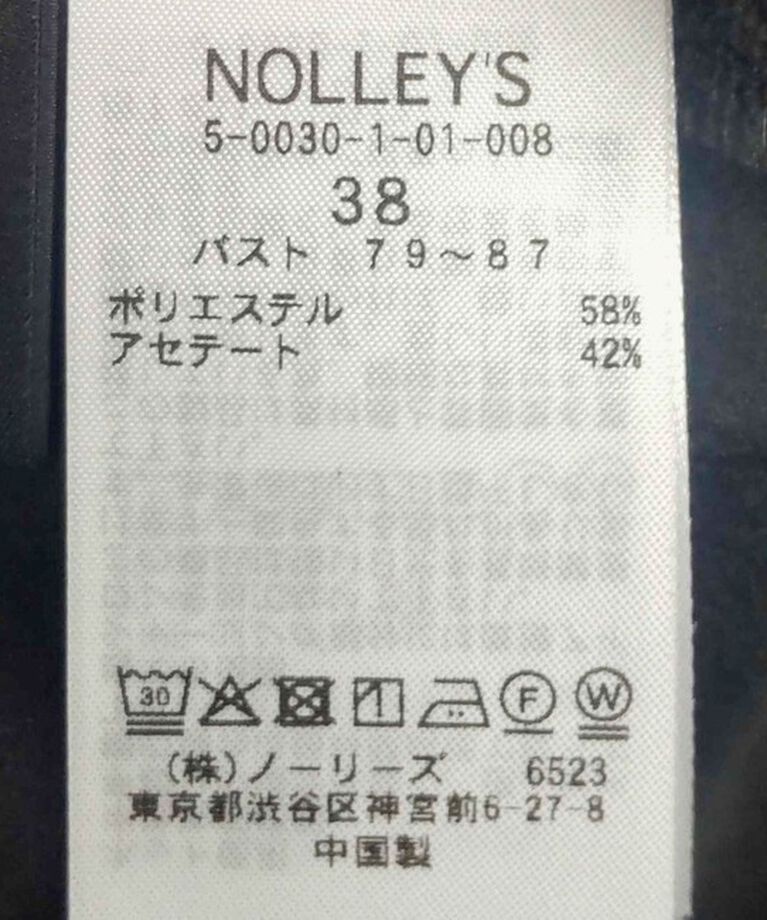 NOLLEY'S
5-0030-1-01-008
38
バスト 79～87
ポリエステル 58%
アセテート 42%
30 F W
(株)ノーリーズ 6523
東京都渋谷区神宮前6-27-8
中国製